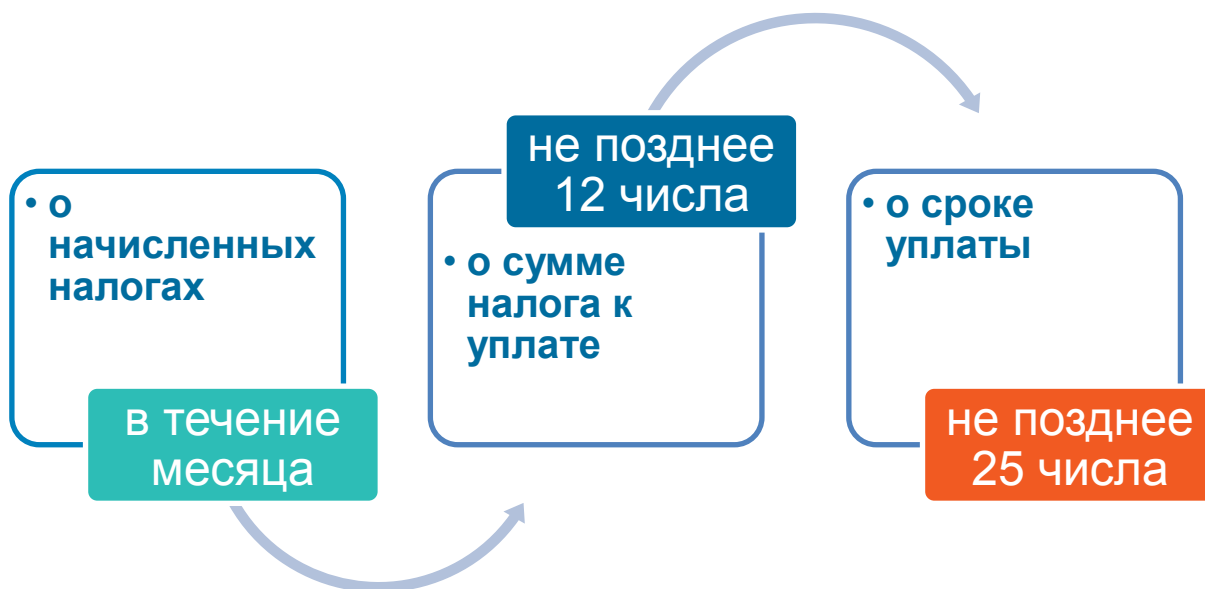 • о
начисленных
налогах
в течение
месяца
не позднее
12 числа
• о сумме
налога к
уплате
• о сроке
уплаты
не позднее
25 числа